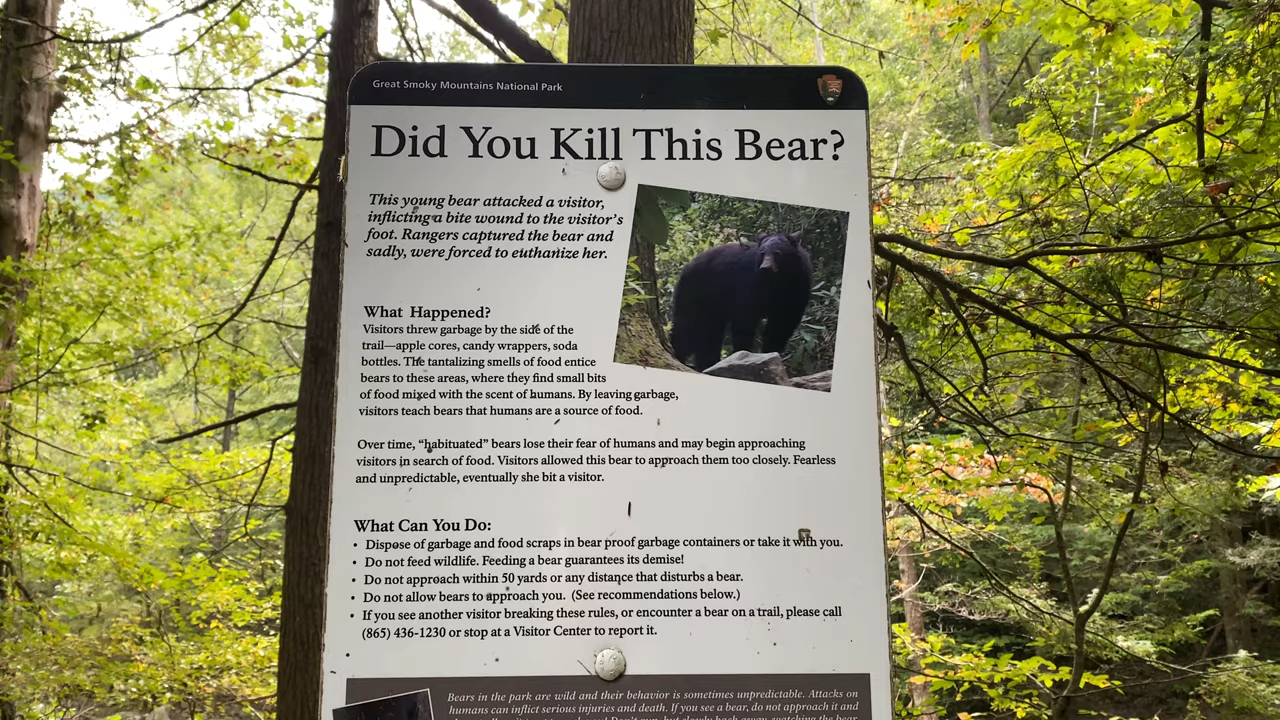 Great Smoky Mountains National Park
Did You Kill This Bear?
This young bear attacked a visitor,
inflicting a bite wound to the visitor's
foot. Rangers captured the bear and
sadly, were forced to euthanize her.
What Happened?
Visitors threw garbage by the side of the
trail—apple cores, candy wrappers, soda
bottles. The tantalizing smells of food entice
bears to these areas, where they find small bits
of food mixed with the scent of humans. By leaving garbage,
visitors teach bears that humans are a source of food.
Over time, “habituated” bears lose their fear of humans and may begin approaching
visitors in search of food. Visitors allowed this bear to approach them too closely. Fearless
and unpredictable, eventually she bit a visitor.
What Can You Do:
• Dispose of garbage and food scraps in bear proof garbage containers or take it with you.
• Do not feed wildlife. Feeding a bear guarantees its demise!
• Do not approach within 50 yards or any distance that disturbs a bear.
• Do not allow bears to approach you. (See recommendations below.)
• If you see another visitor breaking these rules, or encounter a bear on a trail, please call
(865) 436-1230 or stop at a Visitor Center to report it.
Bears in the park are wild and their behavior is sometimes unpredictable. Attacks on
humans can inflict serious injuries and death. If you see a bear, do not approach it and
Don't run, but slowly back away, watching the bear